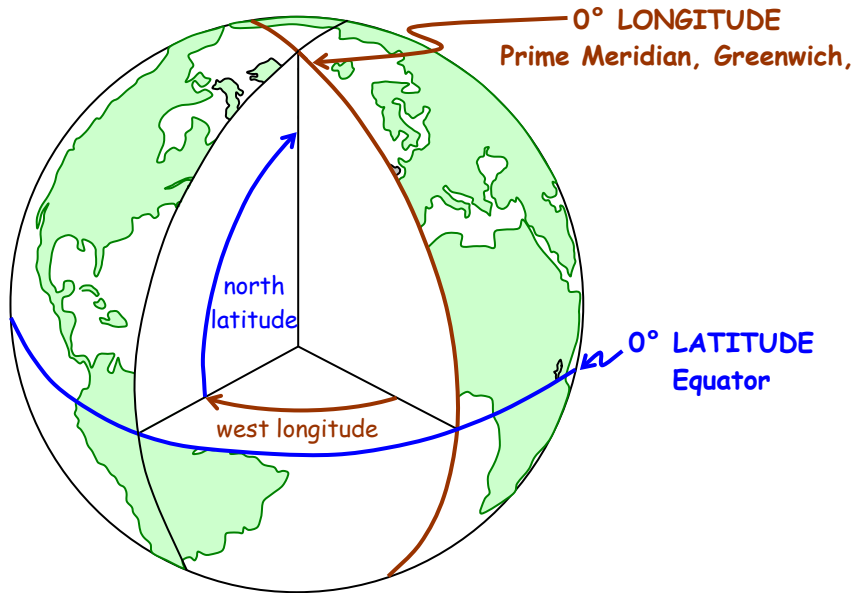 0° LONGITUDE
Prime Meridian, Greenwich,
north
latitude
0° LATITUDE
Equator
west longitude